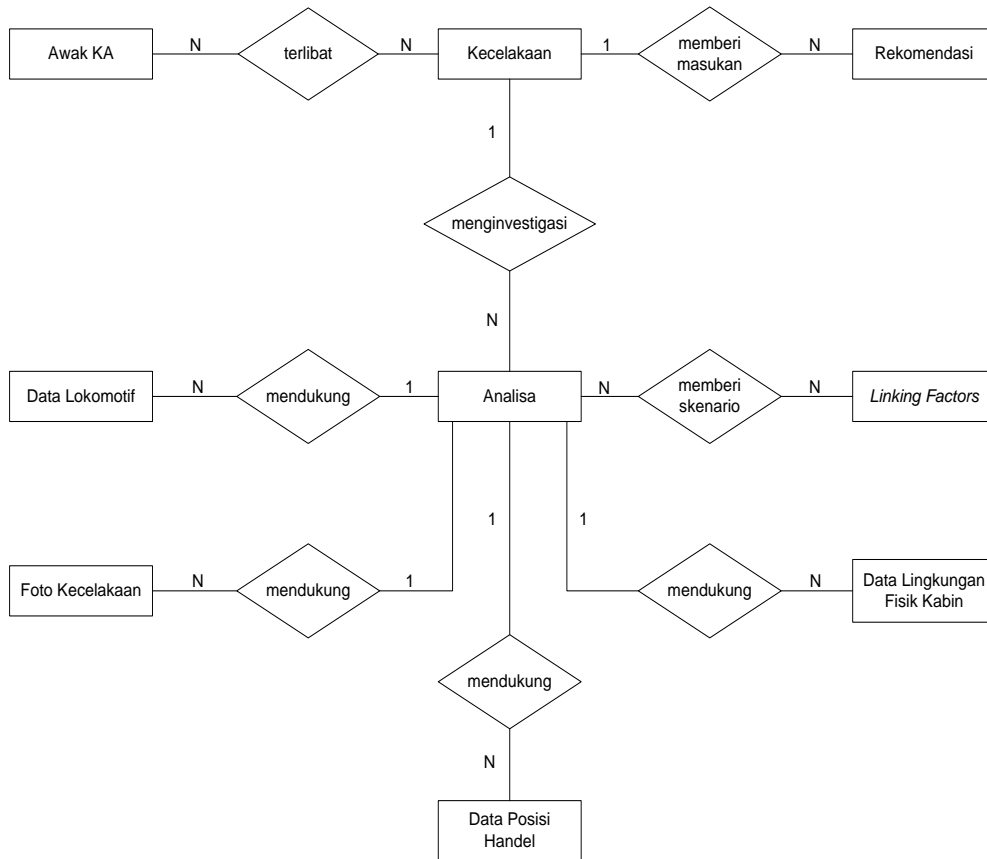 Awak KA
N
terlibat
N
Kecelakaan
1
memberi
masukan
N
Rekomendasi
1
menginvestigasi
N
Data Lokomotif
N
mendukung
1
Analisa
N
memberi
skenario
N
Linking Factors
1
1
Foto Kecelakaan
N
mendukung
1
mendukung
N
Data Lingkungan
Fisik Kabin
mendukung
N
Data Posisi
Handel